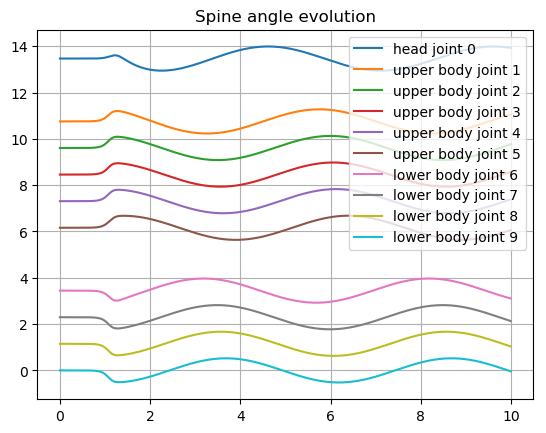 Spine angle evolution
14
12
10
8
6
4
2
0
head joint 0
upper body joint 1
upper body joint 2
upper body joint 3
upper body joint 4
upper body joint 5
lower body joint 6
lower body joint 7
lower body joint 8
lower body joint 9
0 2 4 6 8 10